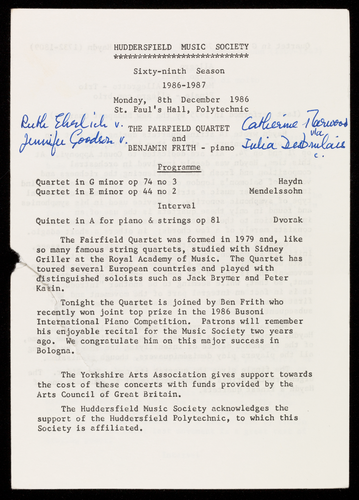 HUDDERSFIELD MUSIC SOCIETY
Sixty-ninth Season
1986-1987
Monday, 8th December 1986
St. Paul's Hall, Polytechnic
Ruth Ehrlich v.
Jennifer Goodson v.
THE FAIRFIELD QUARTET
and
BENJAMIN FRITH - piano
Catherine
via
Julia Desbruslais
c.
Programme
Quartet in G minor op 74 no 3 Haydn
Quartet in E minor op 44 no 2 Mendelssohn
Interval
Quintet in A for piano & strings op 81 Dvorak
The Fairfield Quartet was formed in 1979 and, like
so many famous string quartets, studied with Sidney
Griller at the Royal Academy of Music. The Quartet has
toured several European countries and played with
distinguished soloists such as Jack Brymer and Peter
Katin.
Tonight the Quartet is joined by Ben Frith who
recently won joint top prize in the 1986 Busoni
International Piano Competition. Patrons will remember
his enjoyable recital for the Music Society two years
ago. We congratulate him on this major success in
Bologna.
The Yorkshire Arts Association gives support towards
the cost of these concerts with funds provided by the
Arts Council of Great Britain.
The Huddersfield Music Society acknowledges the
support of the Huddersfield Polytechnic, to which this
Society is affiliated.